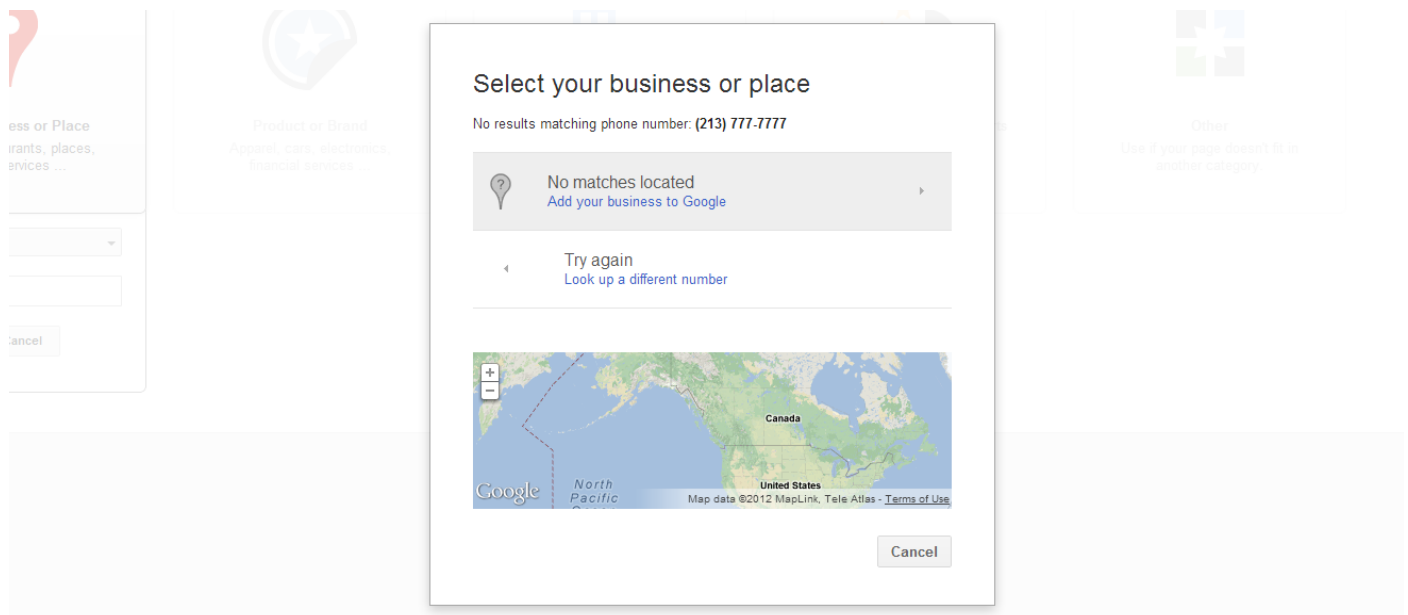 Select your business or place
No results matching phone number: (213) 777-7777
?
No matches located
Add your business to Google
Try again
Look up a different number
+
−
Canada
United States
North
Pacific
Google
Map data ©2012 MapLink, Tele Atlas - Terms of Use
Cancel
ess or Place
urants, places,
ervices ...
Cancel
Product or Brand
Apparel, cars, electronics,
financial services ...
Other
Use if your page doesn't fit in
another category.